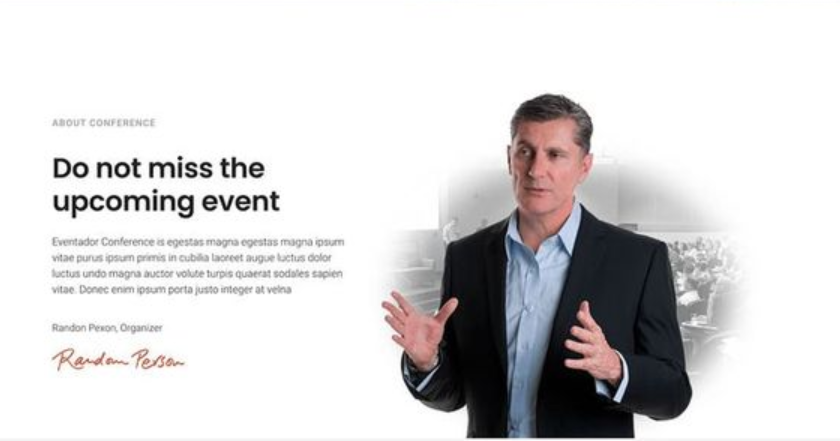 ABOUT CONFERENCE
Do not miss the
upcoming event
Eventador Conference is egestas magna egestas magna ipsum
vitae purus ipsum primis in cubilia laoreet augue luctus dolor
luctus undo magna auctor volute turpis quaerat sodales sapien
vitae. Donec enim ipsum porta justo integer at velna
Randon Pexon, Organizer
Random Person